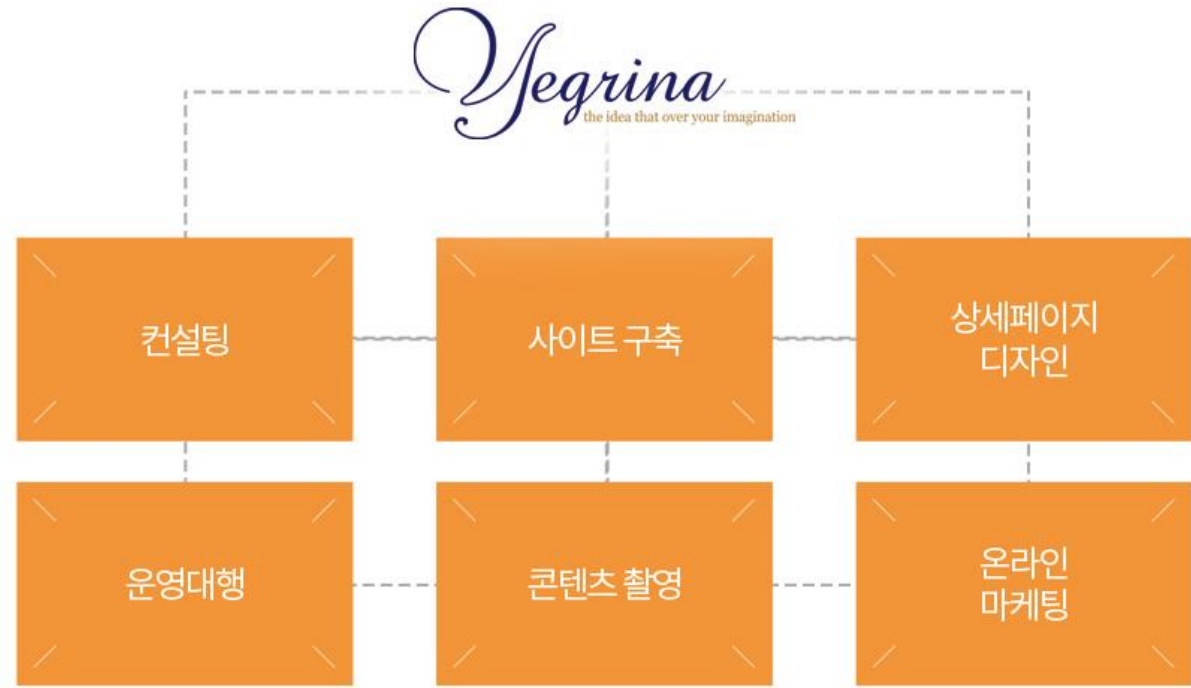 Yegrina
the idea that over your imagination
컨설팅
사이트 구축
상세페이지
디자인
운영대행
콘텐츠 촬영
온라인
마케팅